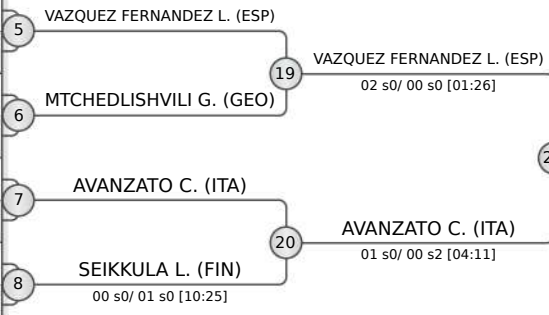 5
VAZQUEZ FERNANDEZ L. (ESP)
19
VAZQUEZ FERNANDEZ L. (ESP)
02 s0/ 00 s0 [01:26]
6
MTCHEDLISHVILI G. (GEO)
7
AVANZATO C. (ITA)
20
AVANZATO C. (ITA)
01 s0/ 00 s2 [04:11]
8
SEIKKULA L. (FIN)
00 s0/ 01 s0 [10:25]